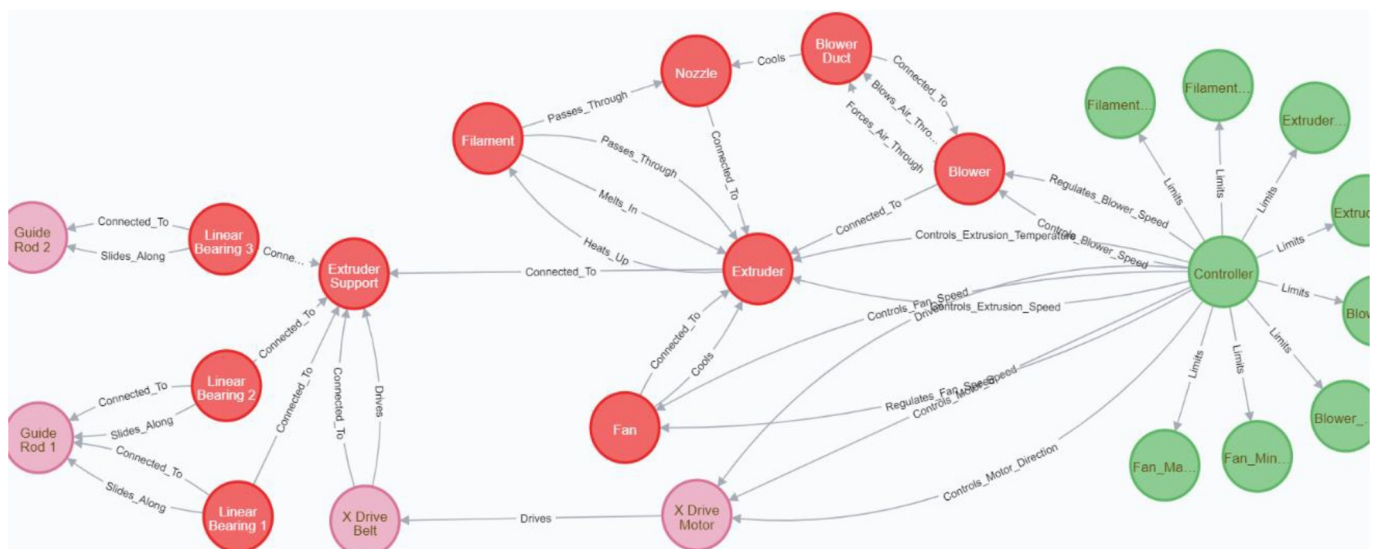 Blower
Duct
Nozzle
Cools
Connected_To
Blows_Air_Thro...
Forces_Air_Through
Filament...
Filament...
Extruder...
Passes_Through
Filament
Passes_Through
Connected_To
Melts_In
Heats_Up
Blower
Regulates_Blower_Speed
Controls_Blower_Speed
Connected_To
Controls_Extrusion_Temperature
Limits
Limits
Limits
Limits
Guide
Rod 2
Connected_To
Slides_Along
Linear
Bearing 3
Conne...
Extruder
Support
Connected_To
Extruder
Controller
Limits
Controls_Fan_Speed
Drives
Controls_Extrusion_Speed
Connected_To
Cools
Limits
Limits
Limits
Connected_To
Linear
Bearing 2
Connected_To
Slides_Along
Guide
Rod 1
Connected_To
Slides_Along
Connected_To
Connected_To
Drives
Fan
Regulates_Fan_Speed
Controls_Motor_Speed
Controls_Motor_Direction
Blower_...
Fan_Ma...
Fan_Min...
Linear
Bearing 1
X Drive
Belt
Drives
X Drive
Motor